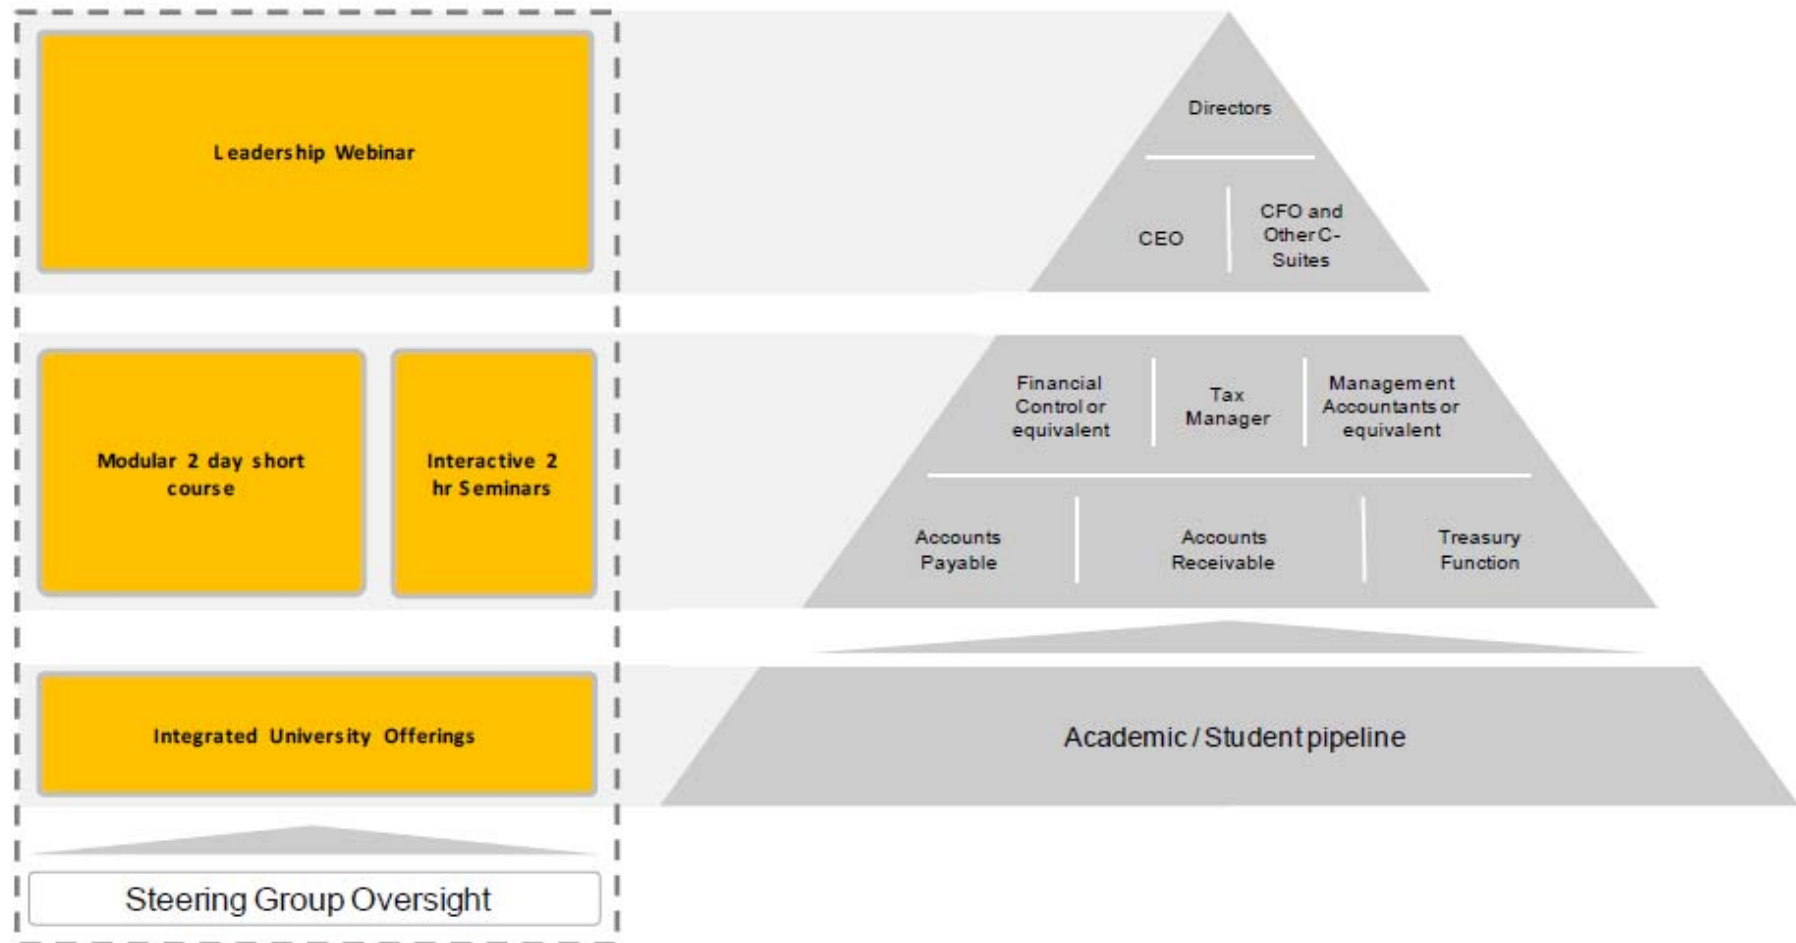 Leadership Webinar
Directors
CEO
CFO and
Other C-
Suites
Modular 2 day short
course
Interactive 2
hr Seminars
Financial
Control or
equivalent
Tax
Manager
Management
Accountants or
equivalent
Accounts
Payable
Accounts
Receivable
Treasury
Function
Integrated University Offerings
Academic / Student pipeline
Steering Group Oversight